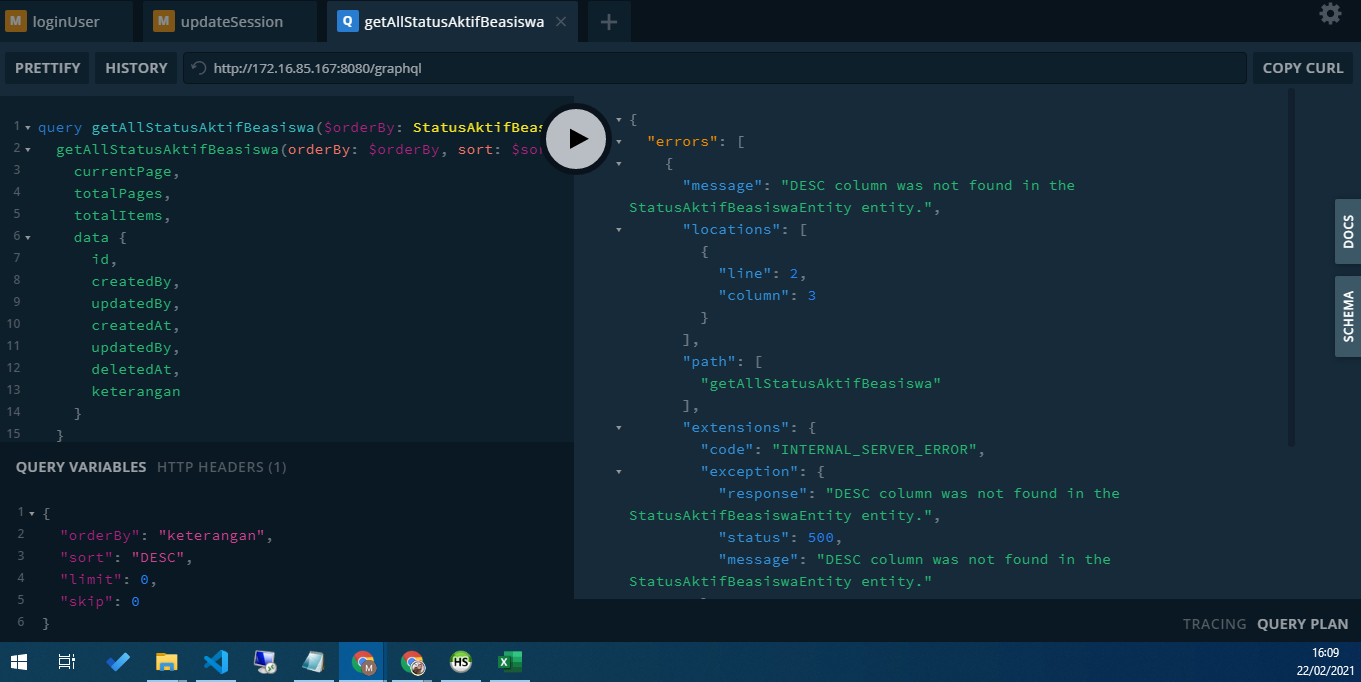 M loginUser
M updateSession
Q getAllStatusAktifBeasiswa
PRETTIFY
HISTORY
http://172.16.85.167:8080/graphql
COPY CURL
1 query getAllStatusAktifBeasiswa($orderBy: StatusAktifBeas
2 getAllStatusAktifBeasiswa(orderBy: $orderBy, sort: $so
3 currentPage,
4 totalPages,
5 totalItems,
6 data {
7 id,
8 createdBy,
9 updatedBy,
10 createdAt,
11 updatedBy,
12 deletedAt,
13 keterangan
14 }
15 }
QUERY VARIABLES HTTP HEADERS (1)
1 {
2 "orderBy": "keterangan",
3 "sort": "DESC",
4 "limit": 0,
5 "skip": 0
6 }
{
"errors": [
{
"message": "DESC column was not found in the
StatusAktifBeasiswaEntity entity.",
"locations": [
{
"line": 2,
"column": 3
}
],
"path": [
"getAllStatusAktifBeasiswa"
],
"extensions": {
"code": "INTERNAL_SERVER_ERROR",
"exception": {
"response": "DESC column was not found in the
StatusAktifBeasiswaEntity entity.",
"status": 500,
"message": "DESC column was not found in the
StatusAktifBeasiswaEntity entity."
DOCS
SCHEMA
TRACING QUERY PLAN
M
HS
X
16:09
22/02/2021